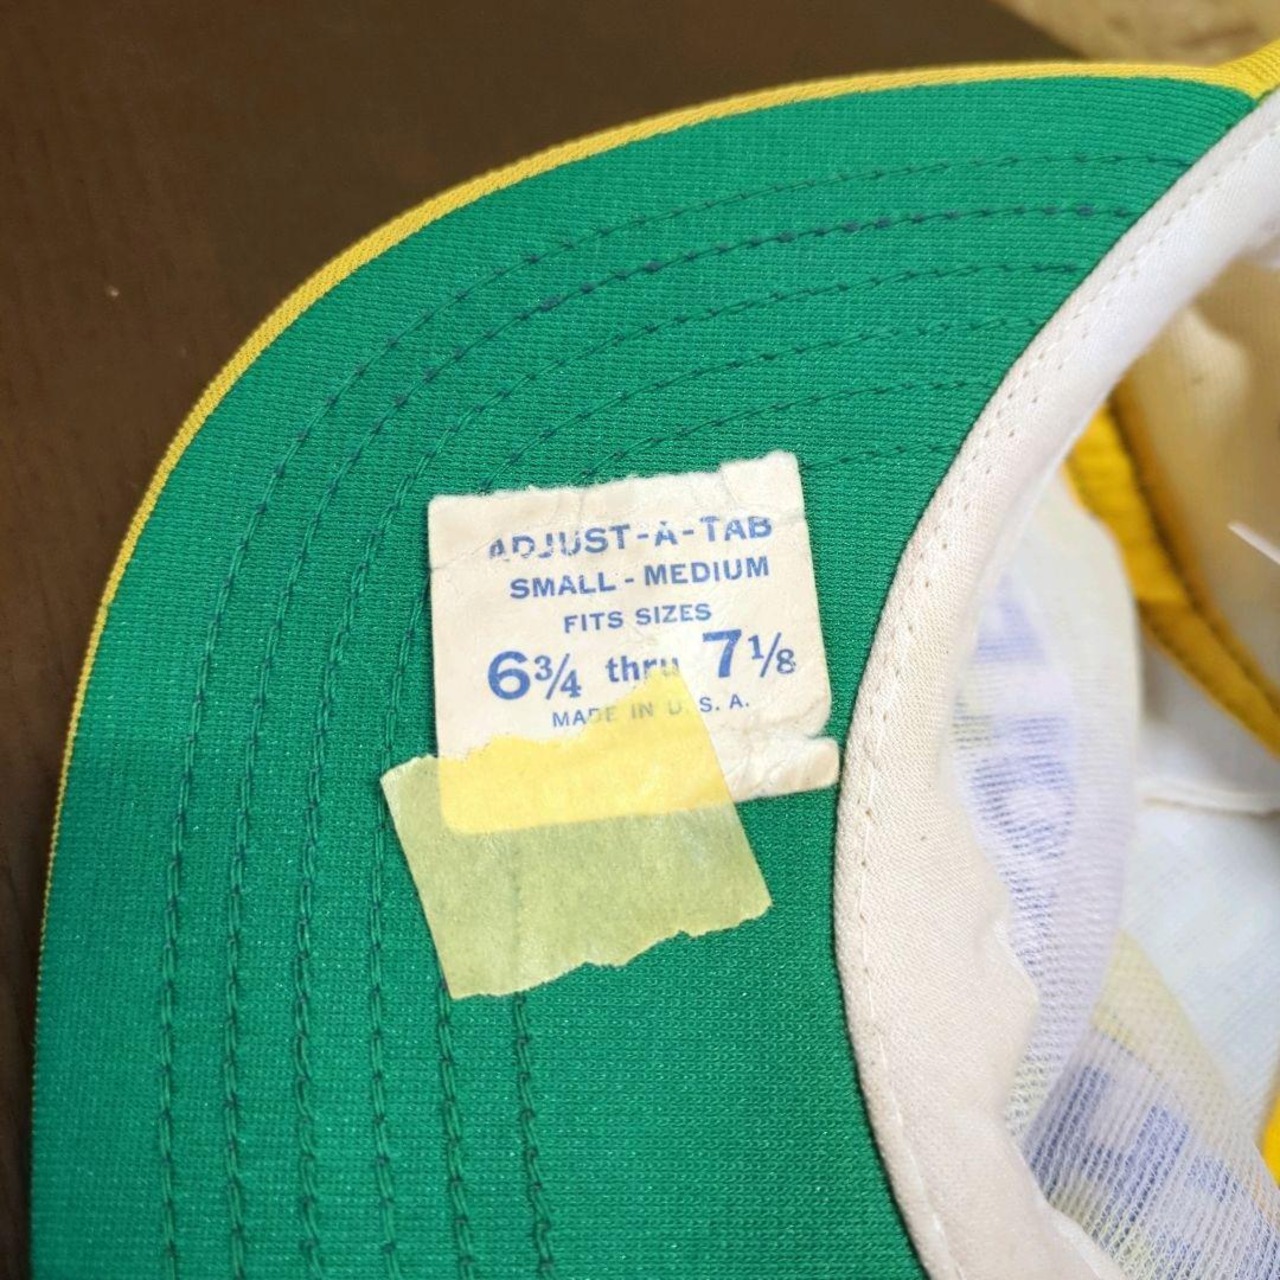 ADJUST-A-TAB
SMALL - MEDIUM
FITS SIZES
6¾ thru 7⅛
MADE IN U. S. A.